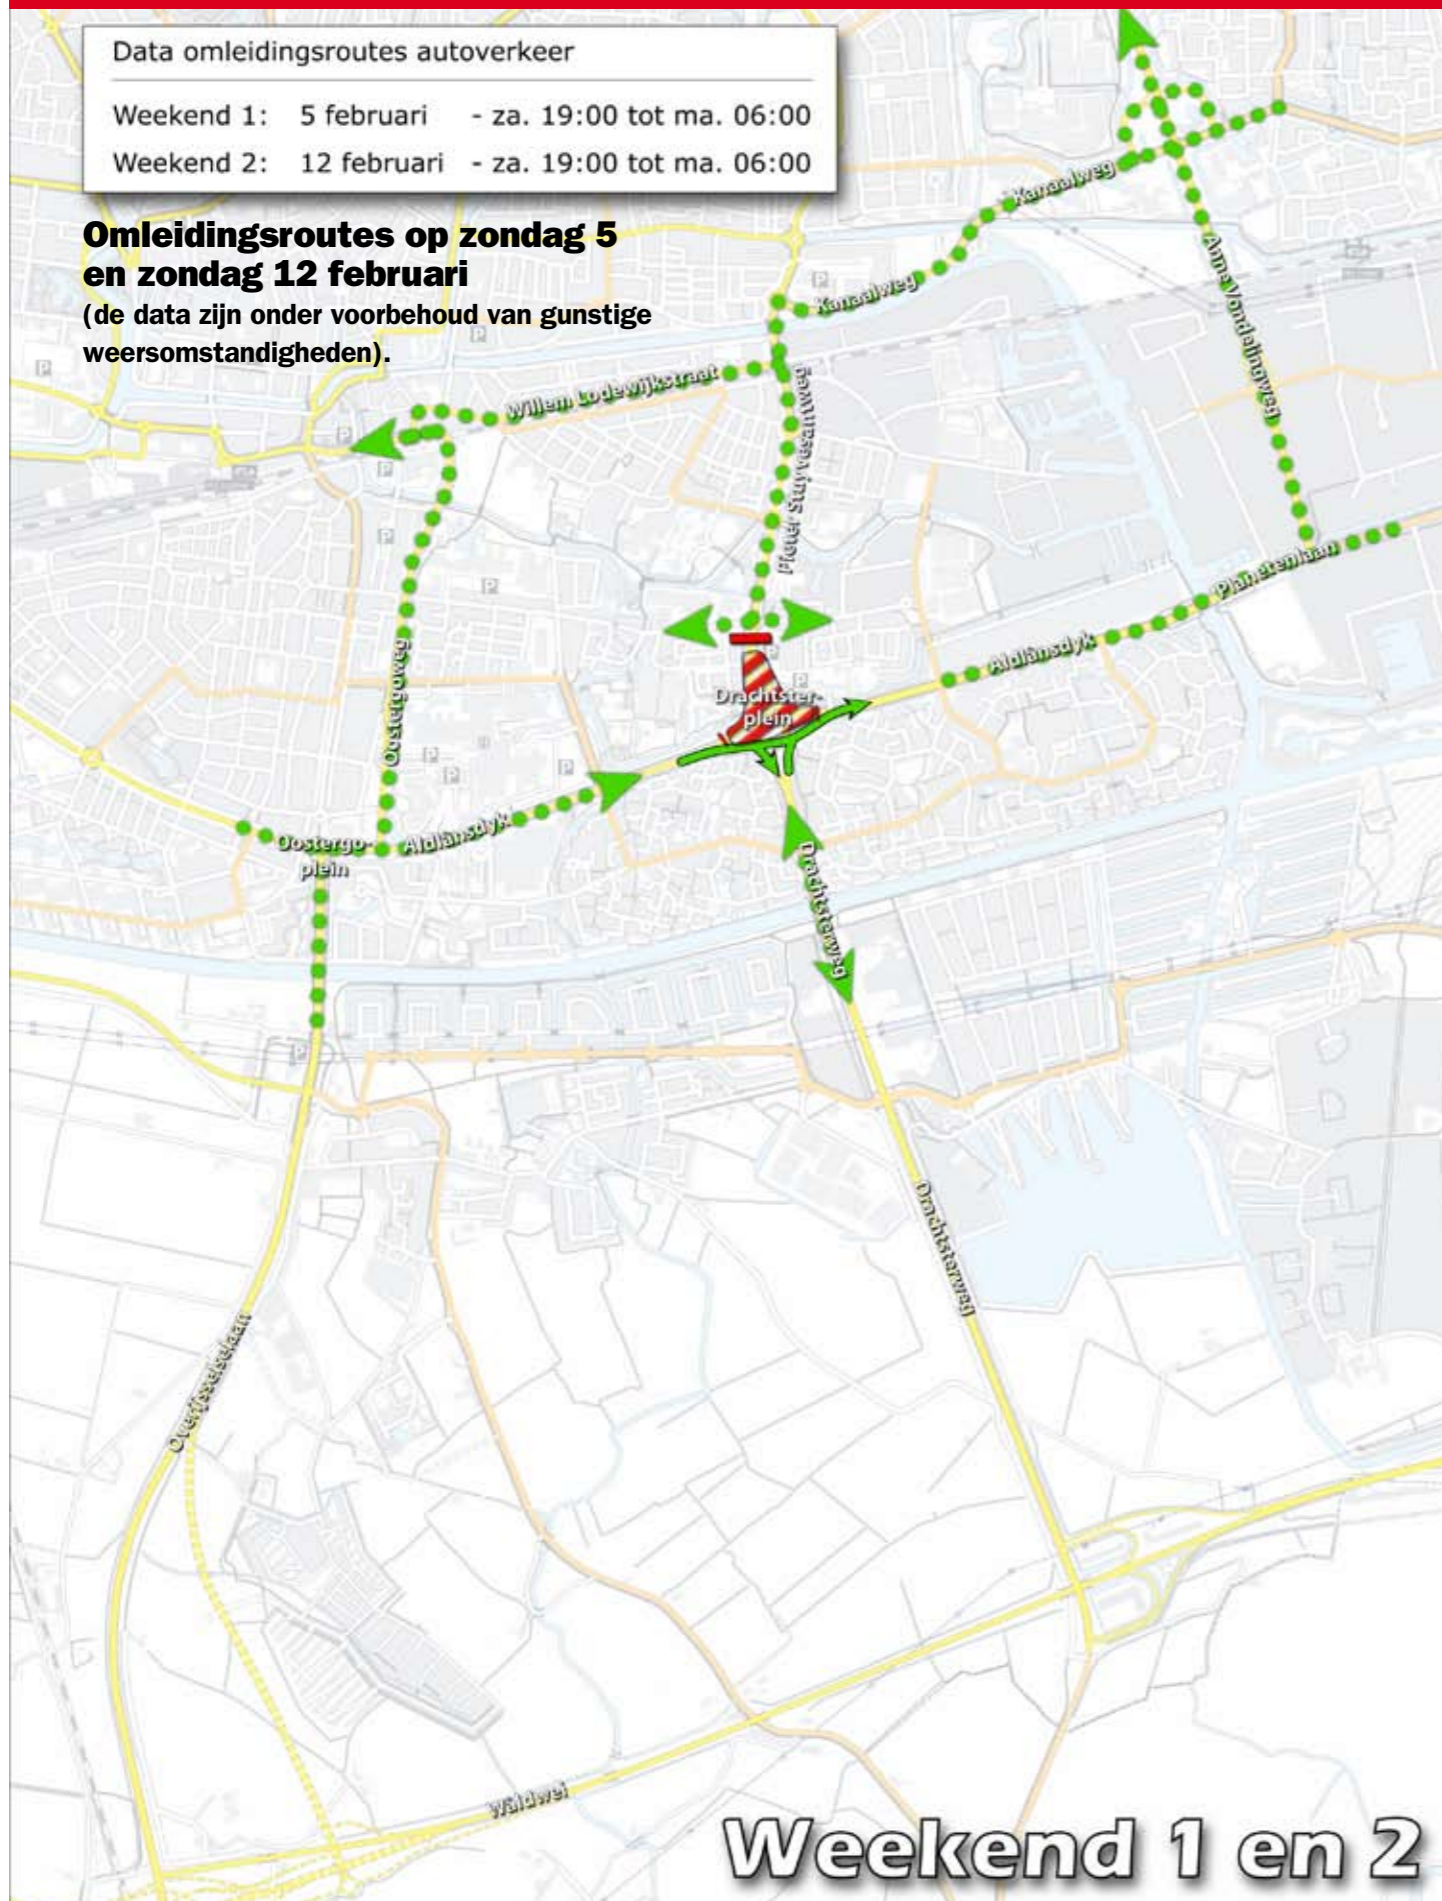 Data omleidingsroutes autoverkeer
Weekend 1: 5 februari - za. 19:00 tot ma. 06:00
Weekend 2: 12 februari - za. 19:00 tot ma. 06:00
Omleidingsroutes op zondag 5
en zondag 12 februari
(de data zijn onder voorbehoud van gunstige
weersomstandigheden).
Kanaalweg
Kanaalweg
Anne Vondelingweg
Willem Lodewijkstraat
Pieter Stuyvesantweg
Planetenlaan
Aldlânsdyk
Oostergoweg
Drachtster-
plein
Aldlânsdyk
Oostergo-
plein
Drachtsterweg
Drachtsterweg
Overijsselselaan
Wâldwei
Weekend 1 en 2
P
P
P
P
P
P
P
P
P
P
P